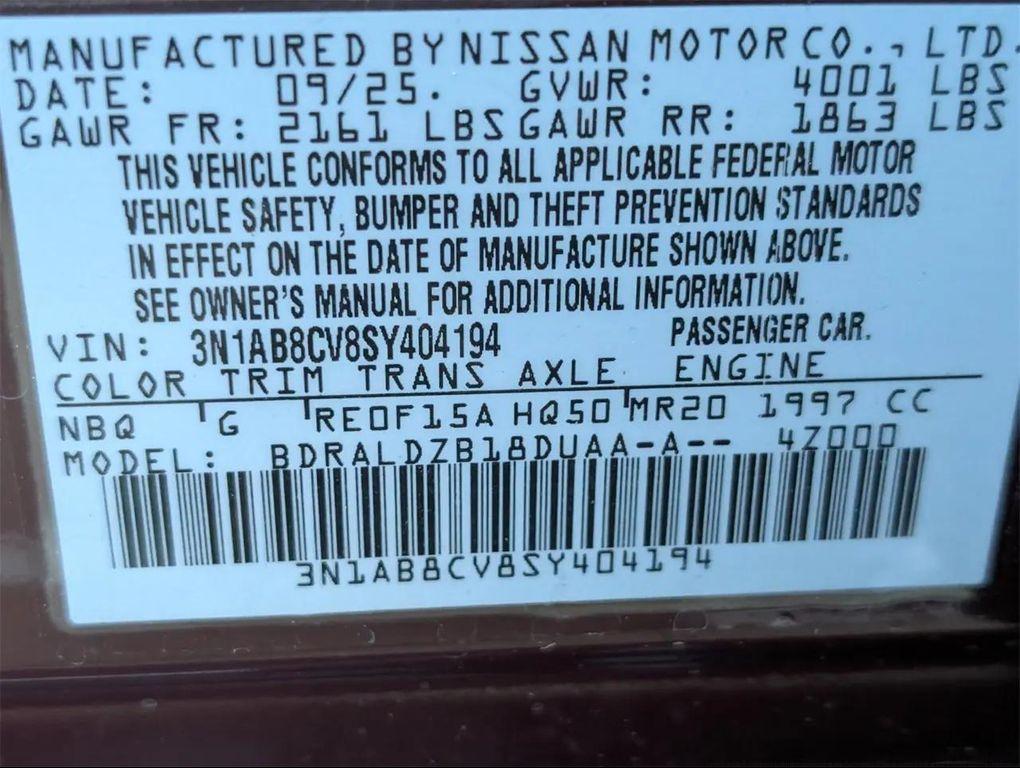 MANUFACTURED BY NISSAN MOTOR CO., LTD.
DATE: 09/25. GVWR: 4001 LBS
GAWR FR: 2161 LBS GAWR RR: 1863 LBS
THIS VEHICLE CONFORMS TO ALL APPLICABLE FEDERAL MOTOR
VEHICLE SAFETY, BUMPER AND THEFT PREVENTION STANDARDS
IN EFFECT ON THE DATE OF MANUFACTURE SHOWN ABOVE.
SEE OWNER'S MANUAL FOR ADDITIONAL INFORMATION.
VIN: 3N1AB8CV8SY404194 PASSENGER CAR.
COLOR TRIM TRANS AXLE ENGINE
NBQ G RE0F15A HQ50 MR20 1997 CC
MODEL: BDRALDZB18DUAA-A-- 4Z000
3N1AB8CV8SY404194